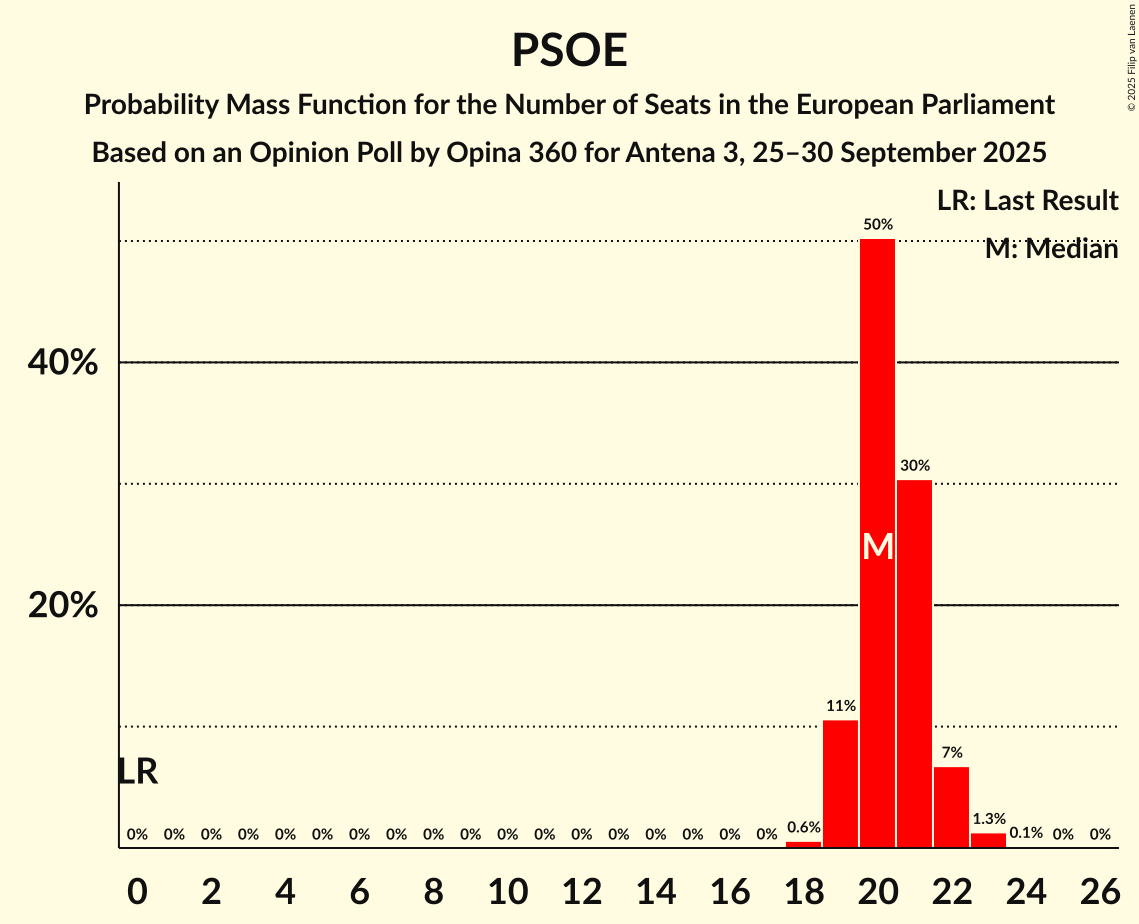 PSOE
Probability Mass Function for the Number of Seats in the European Parliament
Based on an Opinion Poll by Opina 360 for Antena 3, 25–30 September 2025
© 2025 Filip van Laenen
LR: Last Result
M: Median
50%
40%
30%
M
20%
11%
7%
LR
0% 0% 0% 0% 0% 0% 0% 0% 0% 0% 0% 0% 0% 0% 0% 0% 0% 0% 0.6% 1.3% 0.1% 0% 0%
0 2 4 6 8 10 12 14 16 18 20 22 24 26